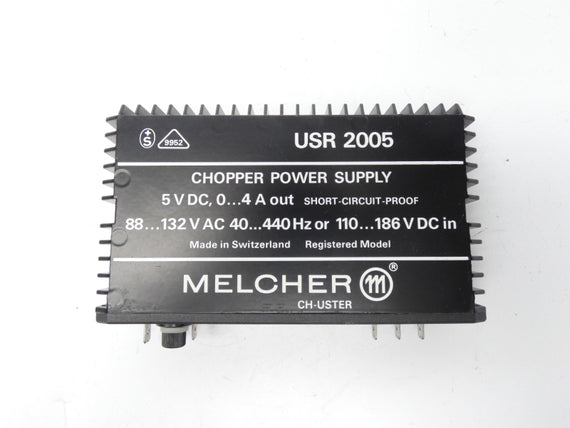 +S 9952 USR 2005
CHOPPER POWER SUPPLY
5 V DC, 0...4 A out SHORT-CIRCUIT-PROOF
88...132 V AC 40...440 Hz or 110...186 V DC in
Made in Switzerland Registered Model
MELCHER m ®
CH-USTER